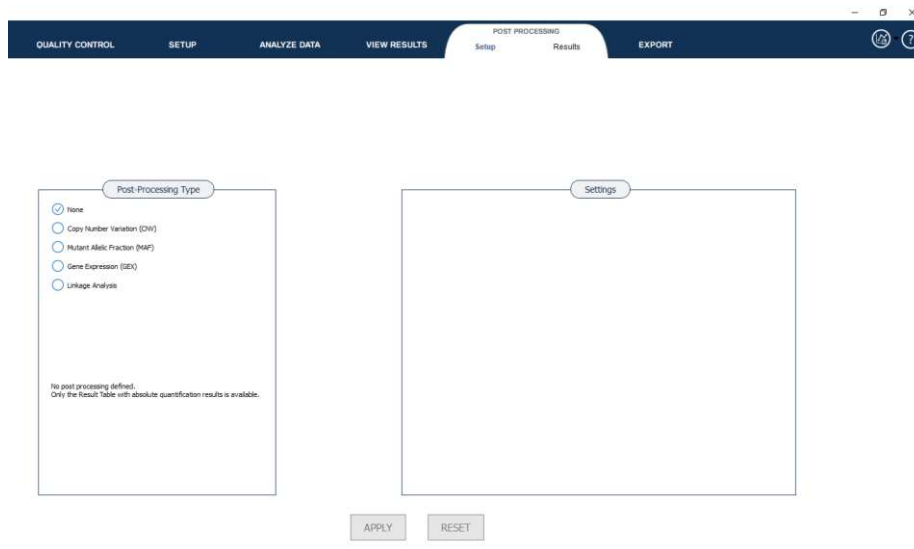 POST PROCESSING
QUALITY CONTROL SETUP ANALYZE DATA VIEW RESULTS Setup Results EXPORT
?
Post-Processing Type
None
Copy Number Variation (CNV)
Mutant Allelic Fraction (MAF)
Gene Expression (GEX)
Linkage Analysis
No post processing defined.
Only the Result Table with absolute quantification results is available.
Settings
APPLY RESET